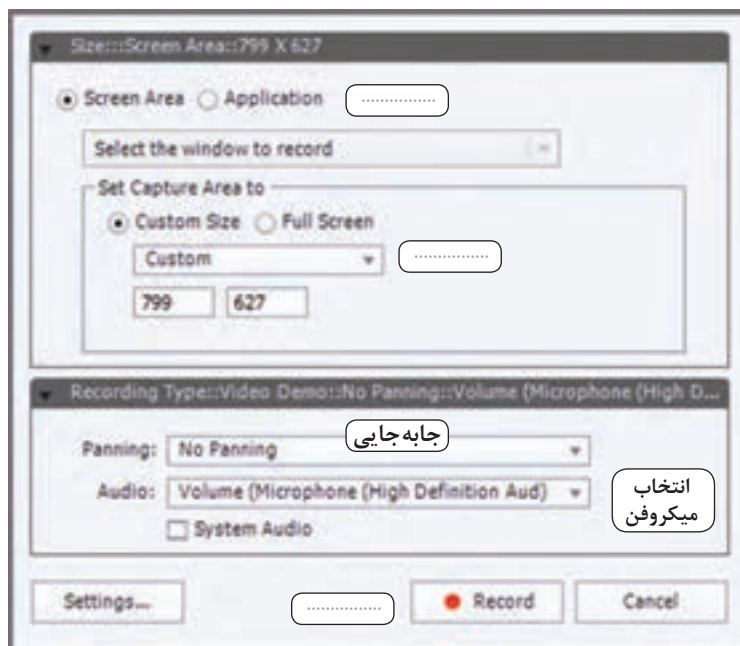 Size:::Screen Area::799 X 627
Screen Area Application ...............
Select the window to record
Set Capture Area to
Custom Size Full Screen
Custom ...............
799 627
Recording Type::Video Demo::No Panning::Volume (Microphone (High D...
Panning: No Panning جابه‌جایی
Audio: Volume (Microphone (High Definition Aud)
انتخاب
میکروفن
System Audio
Settings... ............... Record Cancel